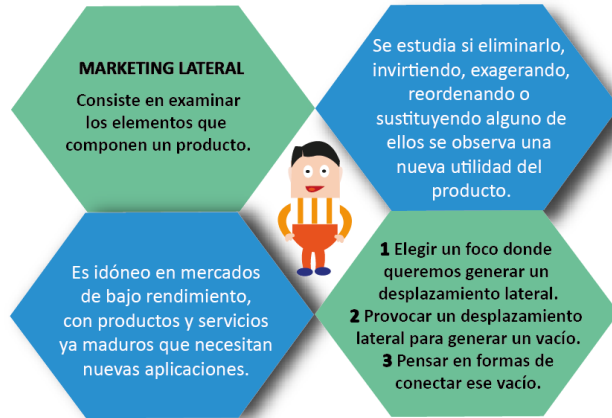 MARKETING LATERAL
Consiste en examinar
los elementos que
componen un producto.
Se estudia si eliminarlo,
invirtiendo, exagerando,
reordenando o
sustituyendo alguno de
ellos se observa una
nueva utilidad del
producto.
Es idóneo en mercados
de bajo rendimiento,
con productos y servicios
ya maduros que necesitan
nuevas aplicaciones.
1 Elegir un foco donde
queremos generar un
desplazamiento lateral.
2 Provocar un desplazamiento
lateral para generar un vacío.
3 Pensar en formas de
conectar ese vacío.